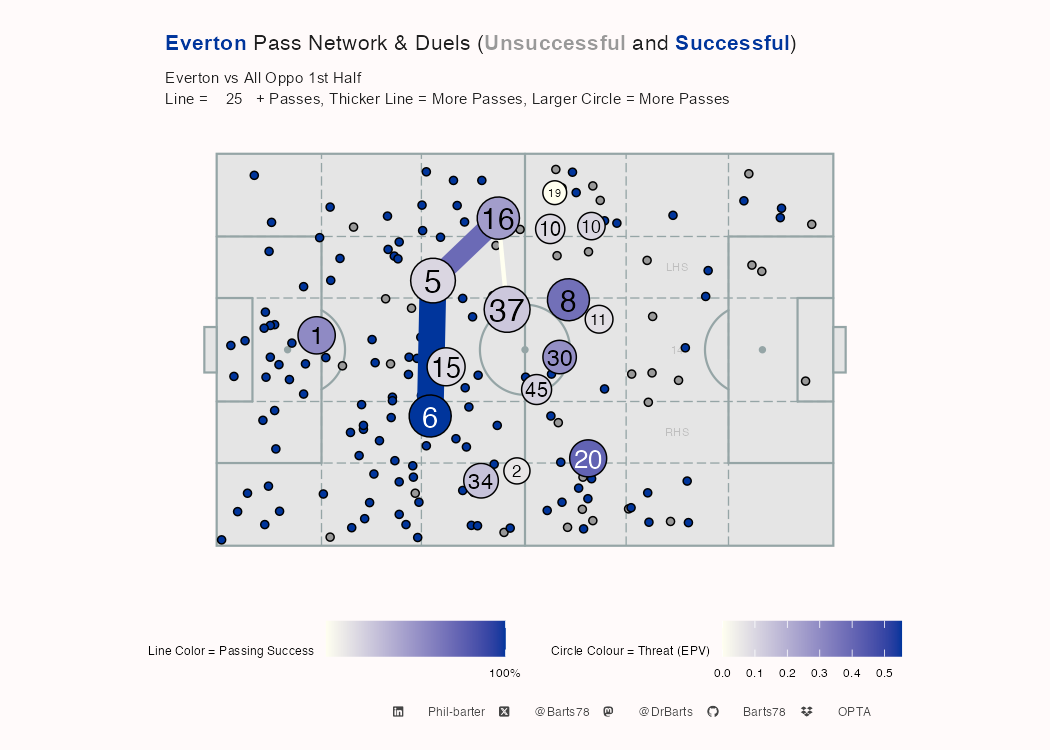 Everton Pass Network & Duels (Unsuccessful and Successful)
Everton vs All Oppo 1st Half
Line = 25 + Passes, Thicker Line = More Passes, Larger Circle = More Passes
19
16
10
10
LHS
5
8
37
11
1
30
15
45
6
RHS
20
2
34
Line Color = Passing Success
100%
Circle Colour = Threat (EPV)
0.0 0.1 0.2 0.3 0.4 0.5
Phil-barter @Barts78 @DrBarts Barts78 OPTA